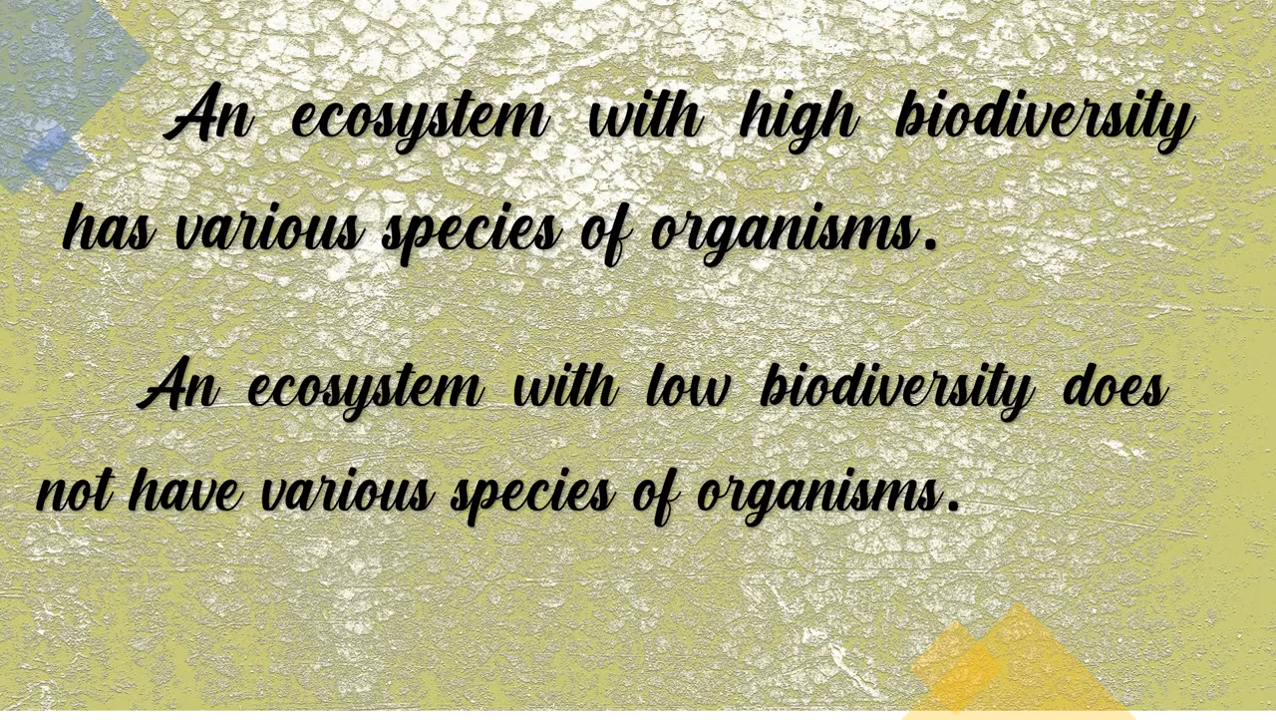 An ecosystem with high biodiversity
has various species of organisms.
An ecosystem with low biodiversity does
not have various species of organisms.